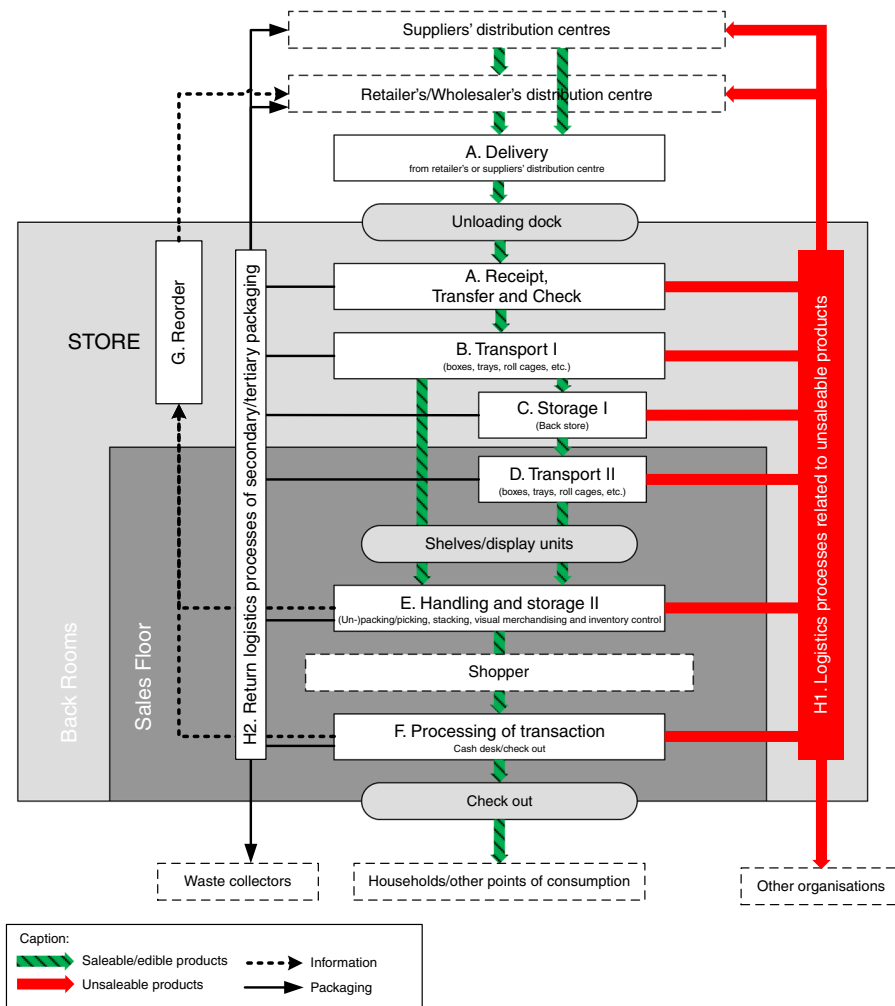 Suppliers' distribution centres
Retailer's/Wholesaler's distribution centre
A. Delivery
from retailer's or suppliers' distribution centre
Unloading dock
A. Receipt,
Transfer and Check
STORE
G. Reorder
B. Transport I
(boxes, trays, roll cages, etc.)
C. Storage I
(Back store)
D. Transport II
(boxes, trays, roll cages, etc.)
Shelves/display units
E. Handling and storage II
(Un-)packing/picking, stacking, visual merchandising and inventory control
Shopper
F. Processing of transaction
Cash desk/check out
Check out
Back Rooms
Sales Floor
H2. Return logistics processes of secondary/tertiary packaging
H1. Logistics processes related to unsaleable products
Waste collectors
Households/other points of consumption
Other organisations
Caption:
Saleable/edible products
Information
Unsaleable products
Packaging